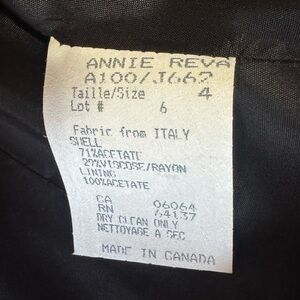 ANNIE REVA
A100/J662
Taille/Size 4
Lot # 6
Fabric from ITALY
SHELL
71%ACETATE
29%VISCOSE/RAYON
LINING
100%ACETATE
CA 06064
RN 64137
DRY CLEAN ONLY
NETTOYAGE A SEC
MADE IN CANADA